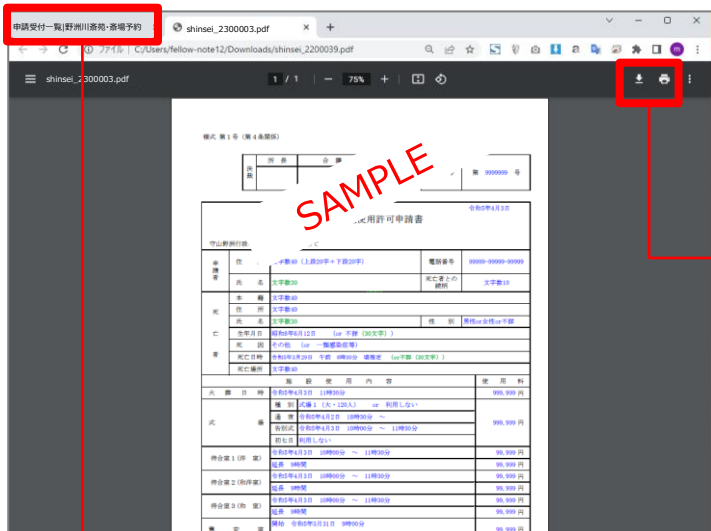 申請受付一覧|野洲川斎苑・斎場予約
shinsei_2300003.pdf
ファイル C:/Users/fellow-note12/Downloads/shinsei_2200039.pdf
shinsei_2300003.pdf 1 / 1 75%
様式 第1号（第4条関係）
所 長 合 議
決裁
第 9999999 号
SAMPLE
令和5年4月3日
使用許可申請書
守山野洲行政
申請者 住 文字数40（上段20字+下段20字） 電話番号 99999-99999-99999
氏 名 文字数30 死亡者との続柄 文字数10
死亡者 本 籍 文字数40
住 所 文字数40
氏 名 文字数30 性 別 男性or女性or不詳
生年月日 昭和6年6月12日 (or 不詳（30文字）)
死 因 その他 (or 一類感染症等)
死亡日時 令和5年3月29日 午前 0時30分 頃推定 (or不詳（30文字）)
死亡場所 文字数40
施 設 使 用 内 容 使 用 料
火 葬 日 時 令和5年4月3日 11時30分 999,999 円
式 場 種 別 式場1（大・120人） or 利用しない
通 夜 令和5年4月2日 18時30分 ～
告別式 令和5年4月3日 10時00分 ～ 11時30分 999,999 円
初七日 利用しない
待合室1(洋 室) 令和5年4月3日 10時00分 ～ 11時30分 99,999 円
延長 9時間 99,999 円
待合室2(和洋室) 令和5年4月3日 10時00分 ～ 11時30分 99,999 円
延長 9時間 99,999 円
待合室3(和 室) 令和5年4月3日 10時00分 ～ 11時30分 99,999 円
延長 9時間 99,999 円
開始 令和5年3月31日 9時00分
99,999 円